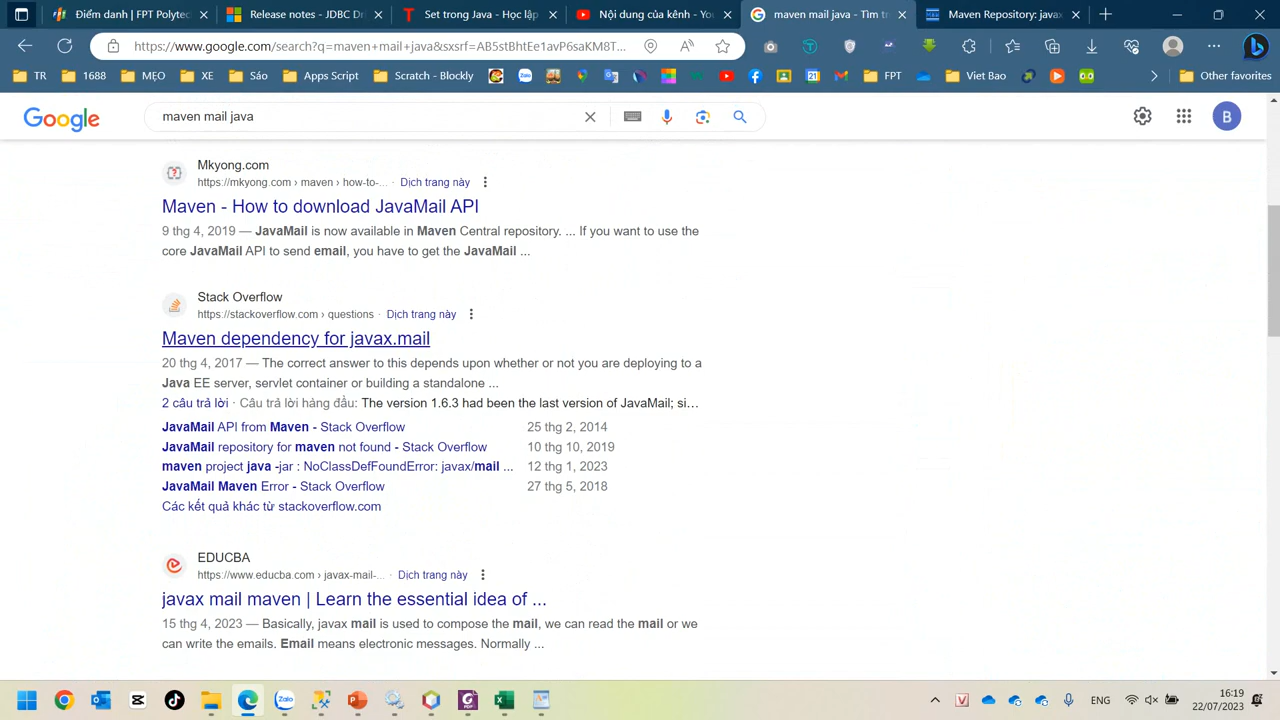 Điểm danh | FPT Polytec
Release notes - JDBC Dri
Set trong Java - Học lập
Nội dung của kênh - You
maven mail java - Tìm tr
Maven Repository: javax
https://www.google.com/search?q=maven+mail+java&sxsrf=AB5stBhtEe1avP6saKM8T...
TR
1688
MẸO
XE
Sáo
Apps Script
Scratch - Blockly
FPT
Viet Bao
Other favorites
Google
maven mail java
B
Mkyong.com
https://mkyong.com › maven › how-to-... · Dịch trang này
Maven - How to download JavaMail API
9 thg 4, 2019 — JavaMail is now available in Maven Central repository. ... If you want to use the
core JavaMail API to send email, you have to get the JavaMail ...
Stack Overflow
https://stackoverflow.com › questions · Dịch trang này
Maven dependency for javax.mail
20 thg 4, 2017 — The correct answer to this depends upon whether or not you are deploying to a
Java EE server, servlet container or building a standalone ...
2 câu trả lời · Câu trả lời hàng đầu: The version 1.6.3 had been the last version of JavaMail; si...
JavaMail API from Maven - Stack Overflow 25 thg 2, 2014
JavaMail repository for maven not found - Stack Overflow 10 thg 10, 2019
maven project java -jar : NoClassDefFoundError: javax/mail ... 12 thg 1, 2023
JavaMail Maven Error - Stack Overflow 27 thg 5, 2018
Các kết quả khác từ stackoverflow.com
EDUCBA
https://www.educba.com › javax-mail-... · Dịch trang này
javax mail maven | Learn the essential idea of ...
15 thg 4, 2023 — Basically, javax mail is used to compose the mail, we can read the mail or we
can write the emails. Email means electronic messages. Normally ...
ENG
16:19
22/07/2023